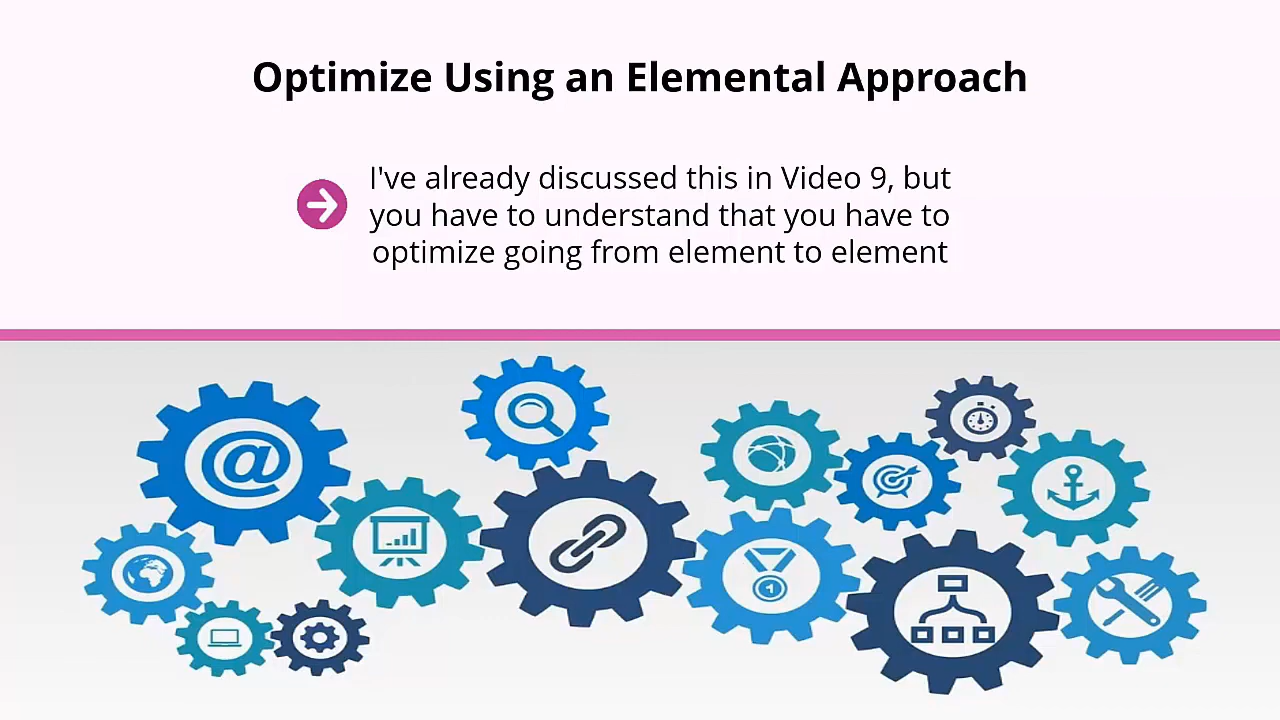 Optimize Using an Elemental Approach
I've already discussed this in Video 9, but
you have to understand that you have to
optimize going from element to element
@
1